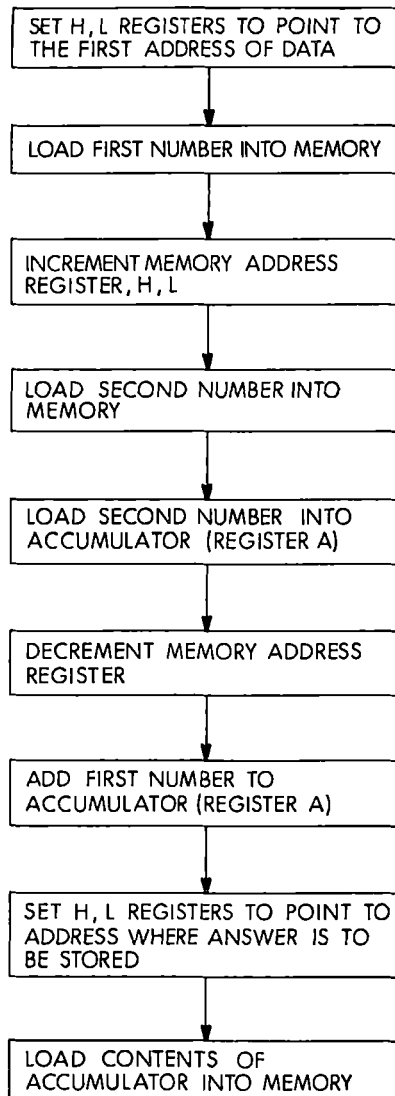 SET H, L REGISTERS TO POINT TO
THE FIRST ADDRESS OF DATA
LOAD FIRST NUMBER INTO MEMORY
INCREMENT MEMORY ADDRESS
REGISTER, H, L
LOAD SECOND NUMBER INTO
MEMORY
LOAD SECOND NUMBER INTO
ACCUMULATOR (REGISTER A)
DECREMENT MEMORY ADDRESS
REGISTER
ADD FIRST NUMBER TO
ACCUMULATOR (REGISTER A)
SET H, L REGISTERS TO POINT TO
ADDRESS WHERE ANSWER IS TO
BE STORED
LOAD CONTENTS OF
ACCUMULATOR INTO MEMORY